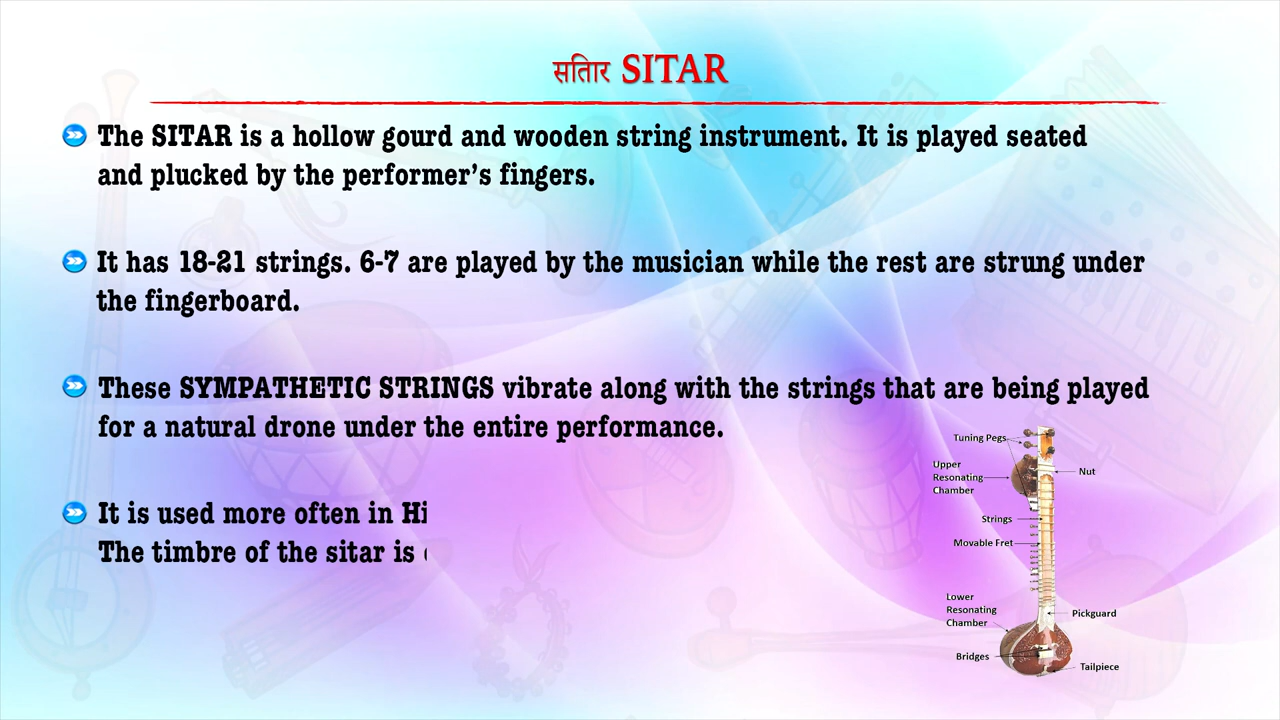 सितार SITAR
The SITAR is a hollow gourd and wooden string instrument. It is played seated
and plucked by the performer’s fingers.
It has 18-21 strings. 6-7 are played by the musician while the rest are strung under
the fingerboard.
These SYMPATHETIC STRINGS vibrate along with the strings that are being played
for a natural drone under the entire performance.
It is used more often in Hi
The timbre of the sitar is
Tuning Pegs
Upper
Resonating
Chamber
Nut
Strings
Movable Fret
Lower
Resonating
Chamber
Pickguard
Bridges
Tailpiece